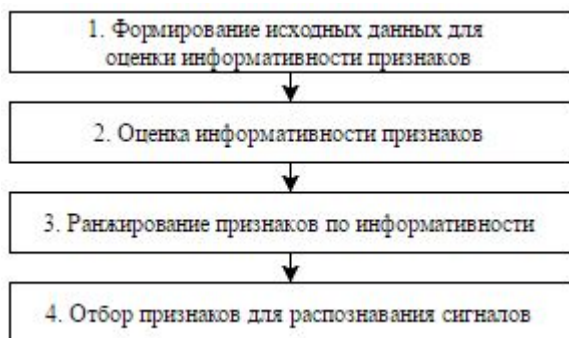 1. Формирование исходных данных для
оценки информативности признаков
2. Оценка информативности признаков
3. Ранжирование признаков по информативности
4. Отбор признаков для распознавания сигналов